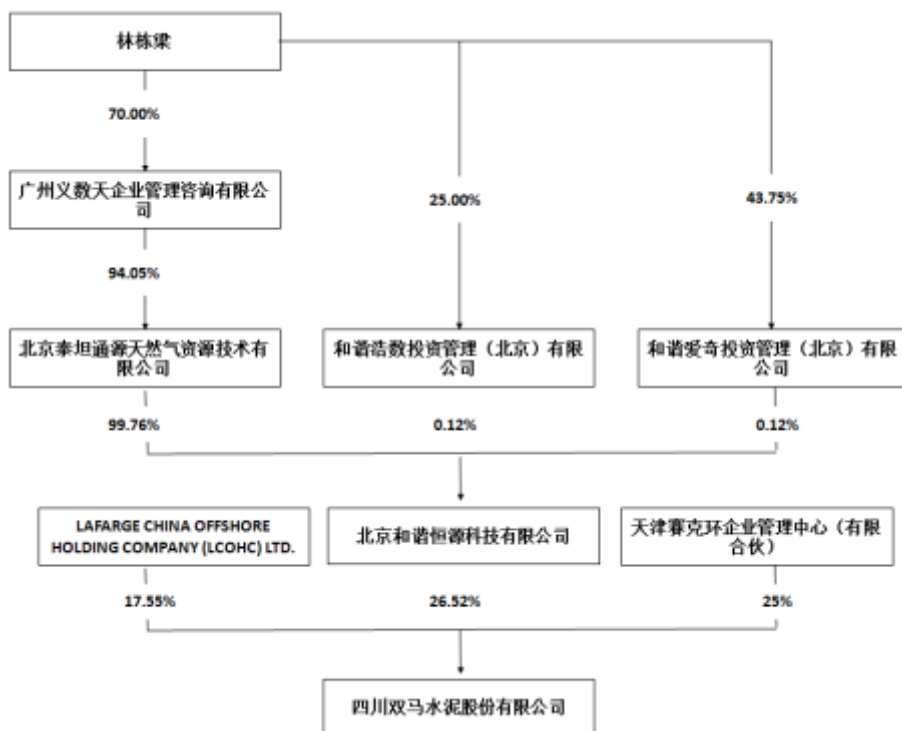 林栋梁
70.00%
广州义数天企业管理咨询有限公
司
25.00%
43.75%
94.05%
北京泰坦通源天然气资源技术有
限公司
和谐浩数投资管理（北京）有限
公司
和谐爱奇投资管理（北京）有限
公司
99.76%
0.12%
0.12%
LAFARGE CHINA OFFSHORE
HOLDING COMPANY (LCOHC) LTD.
北京和谐恒源科技有限公司
天津赛克环企业管理中心（有限
合伙）
17.55%
26.52%
25%
四川双马水泥股份有限公司